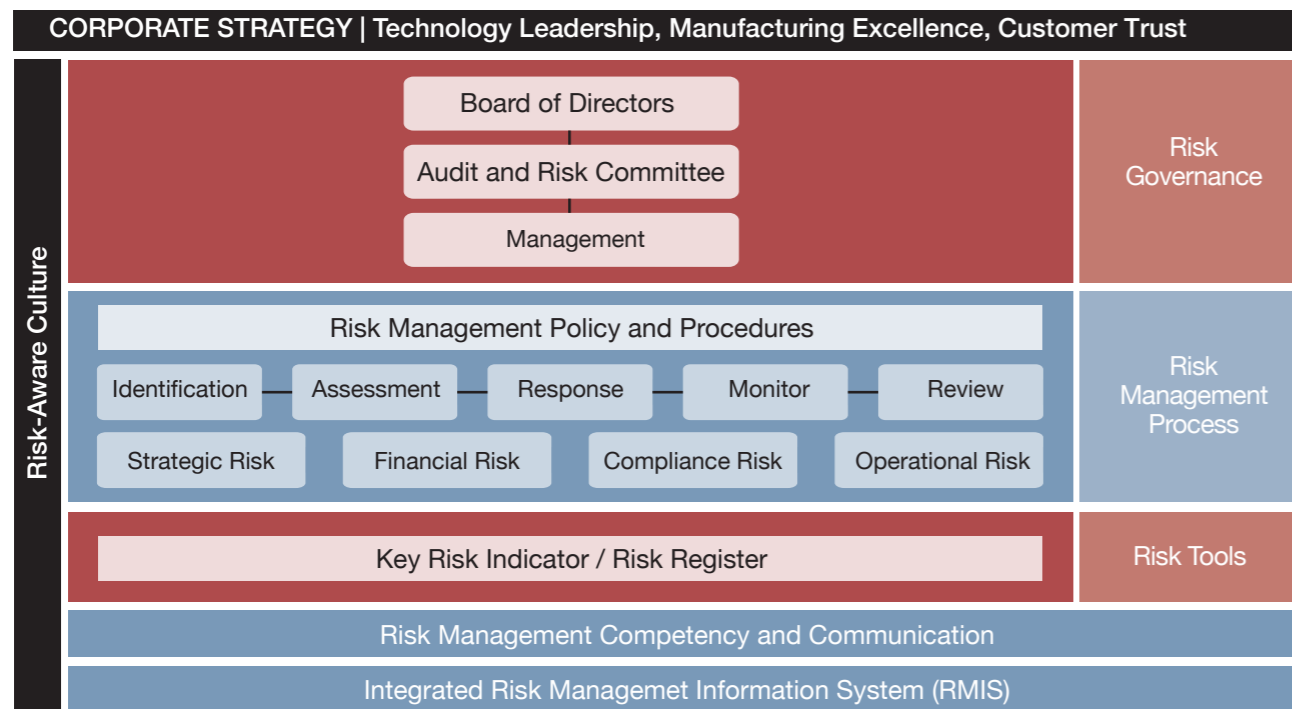 CORPORATE STRATEGY | Technology Leadership, Manufacturing Excellence, Customer Trust
Risk-Aware Culture
Board of Directors
Audit and Risk Committee
Management
Risk
Governance
Risk Management Policy and Procedures
Identification
Assessment
Response
Monitor
Review
Strategic Risk
Financial Risk
Compliance Risk
Operational Risk
Risk
Management
Process
Key Risk Indicator / Risk Register
Risk Tools
Risk Management Competency and Communication
Integrated Risk Managemet Information System (RMIS)